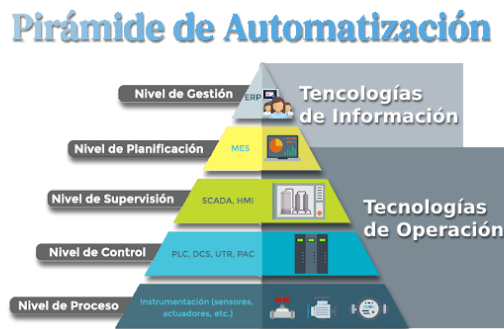 Pirámide de Automatización
Nivel de Gestión
ERP
Tencologías
de Información
Nivel de Planificación
MES
Nivel de Supervisión
SCADA, HMI
Tecnologías
de Operación
Nivel de Control
PLC, DCS, UTR, PAC
Nivel de Proceso
Instrumentación (sensores,
actuadores, etc.)